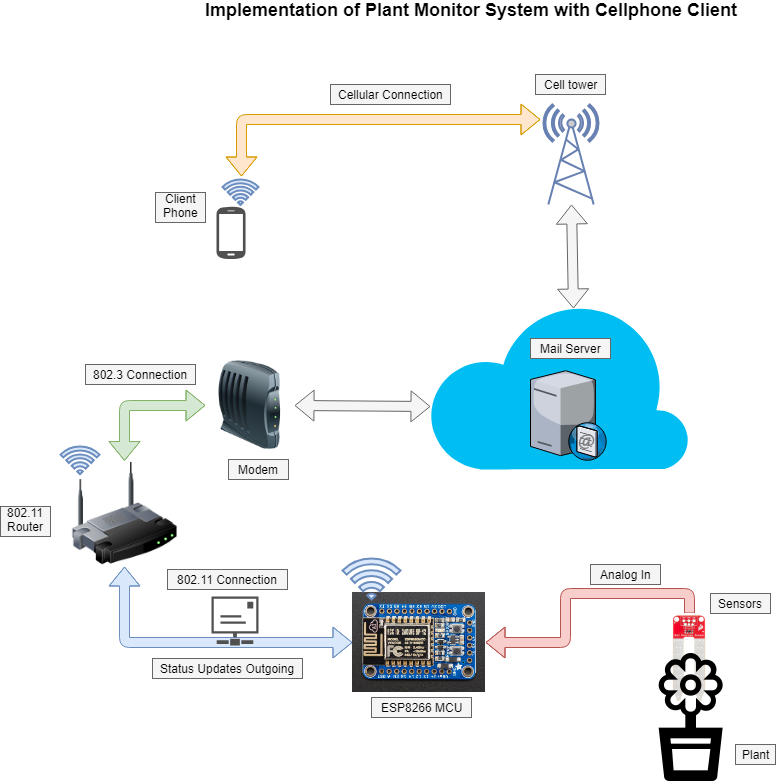 Implementation of Plant Monitor System with Cellphone Client
Cell tower
Cellular Connection
Client
Phone
Mail Server
802.3 Connection
Modem
802.11
Router
802.11 Connection
Analog In
Sensors
Status Updates Outgoing
ESP8266 MCU
Plant